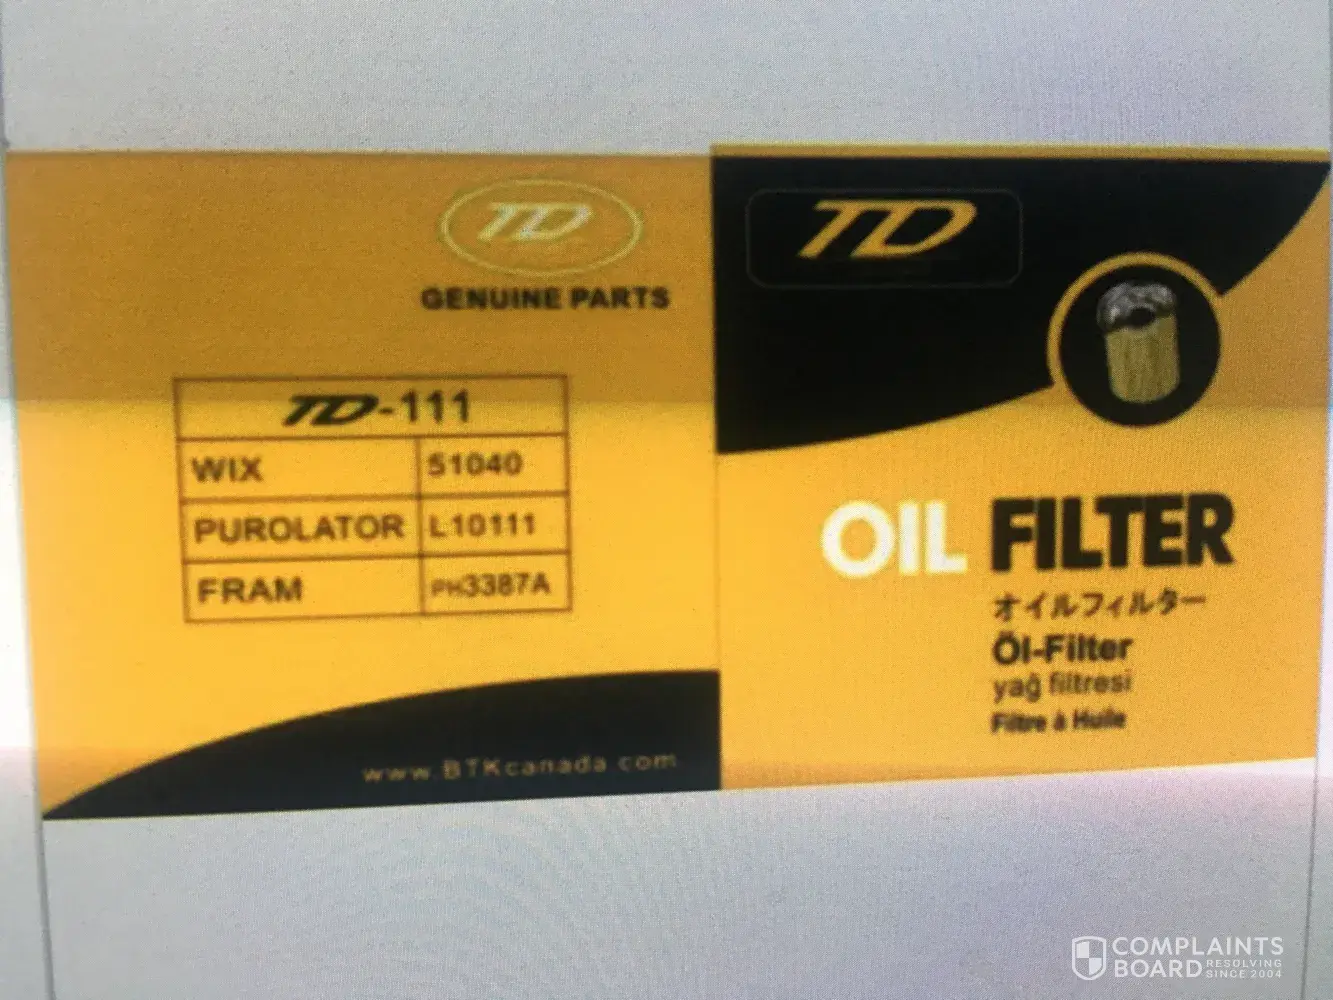 TD
GENUINE PARTS
TD-111
WIX 51040
PUROLATOR L10111
FRAM PH3387A
www.BTKcanada.com
TD
OIL FILTER
オイルフィルター
Öl-Filter
yağ filtresi
Filtre à Huile
COMPLAINTS
BOARD RESOLVING
SINCE 2004